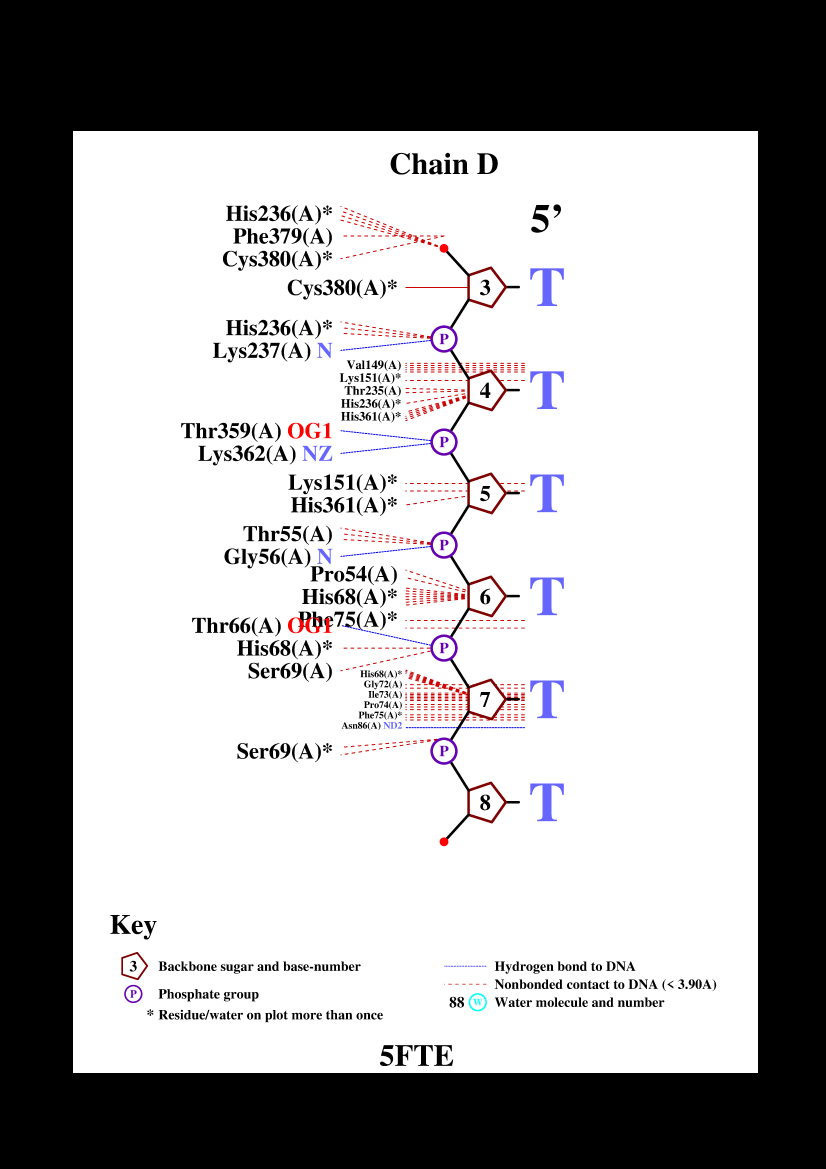 Chain D
5’
His236(A)*
Phe379(A)
Cys380(A)*
Cys380(A)* 3 T
His236(A)*
P
Lys237(A) N
Val149(A)
Lys151(A)*
Thr235(A) 4 T
His236(A)*
His361(A)*
Thr359(A) OG1
P
Lys362(A) NZ
Lys151(A)*
5 T
His361(A)*
Thr55(A)
P
Gly56(A) N
Pro54(A)
His68(A)* 6 T
Phe75(A)*
Thr66(A) OG1
His68(A)* P
Ser69(A)
His68(A)*
Gly72(A)
Ile73(A) 7 T
Pro74(A)
Phe75(A)*
Asn86(A) ND2
Ser69(A)* P
8 T
Key
3 Backbone sugar and base-number
P Phosphate group
* Residue/water on plot more than once
Hydrogen bond to DNA
Nonbonded contact to DNA (< 3.90A)
88 W Water molecule and number
5FTE